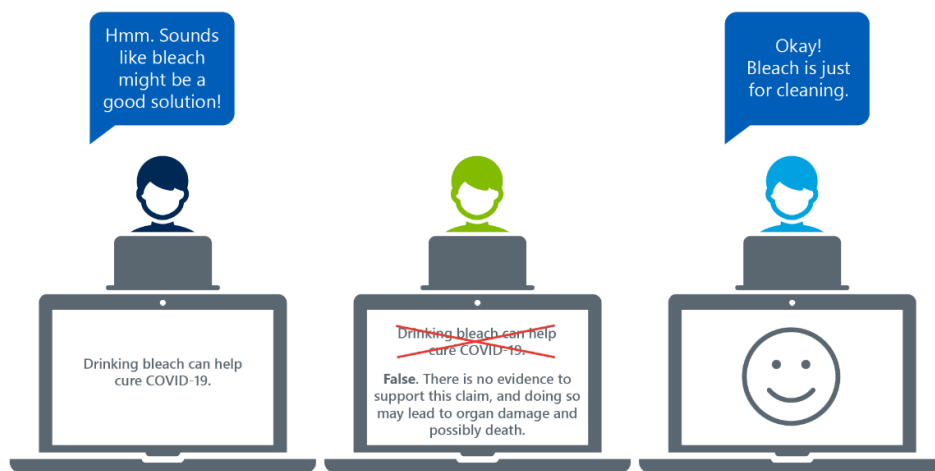 Hmm. Sounds
like bleach
might be a
good solution!
Drinking bleach can help
cure COVID-19.
Drinking bleach can help
cure COVID-19.
False. There is no evidence to
support this claim, and doing so
may lead to organ damage and
possibly death.
Okay!
Bleach is just
for cleaning.